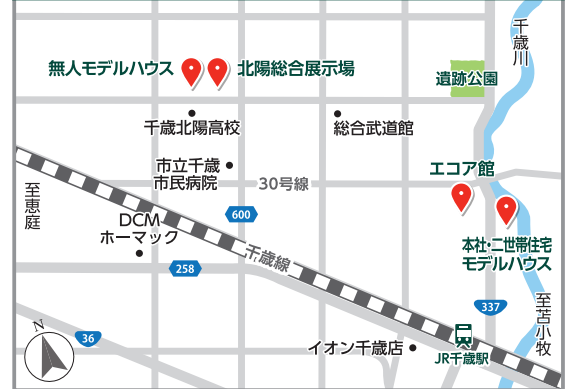 千歳川
無人モデルハウス
北陽総合展示場
遺跡公園
千歳北陽高校
総合武道館
市立千歳
市民病院
エコア館
30号線
至恵庭
DCM
ホーマック
600
本社・二世帯住宅
モデルハウス
千歳線
258
337
至苫小牧
N
36
イオン千歳店
JR千歳駅